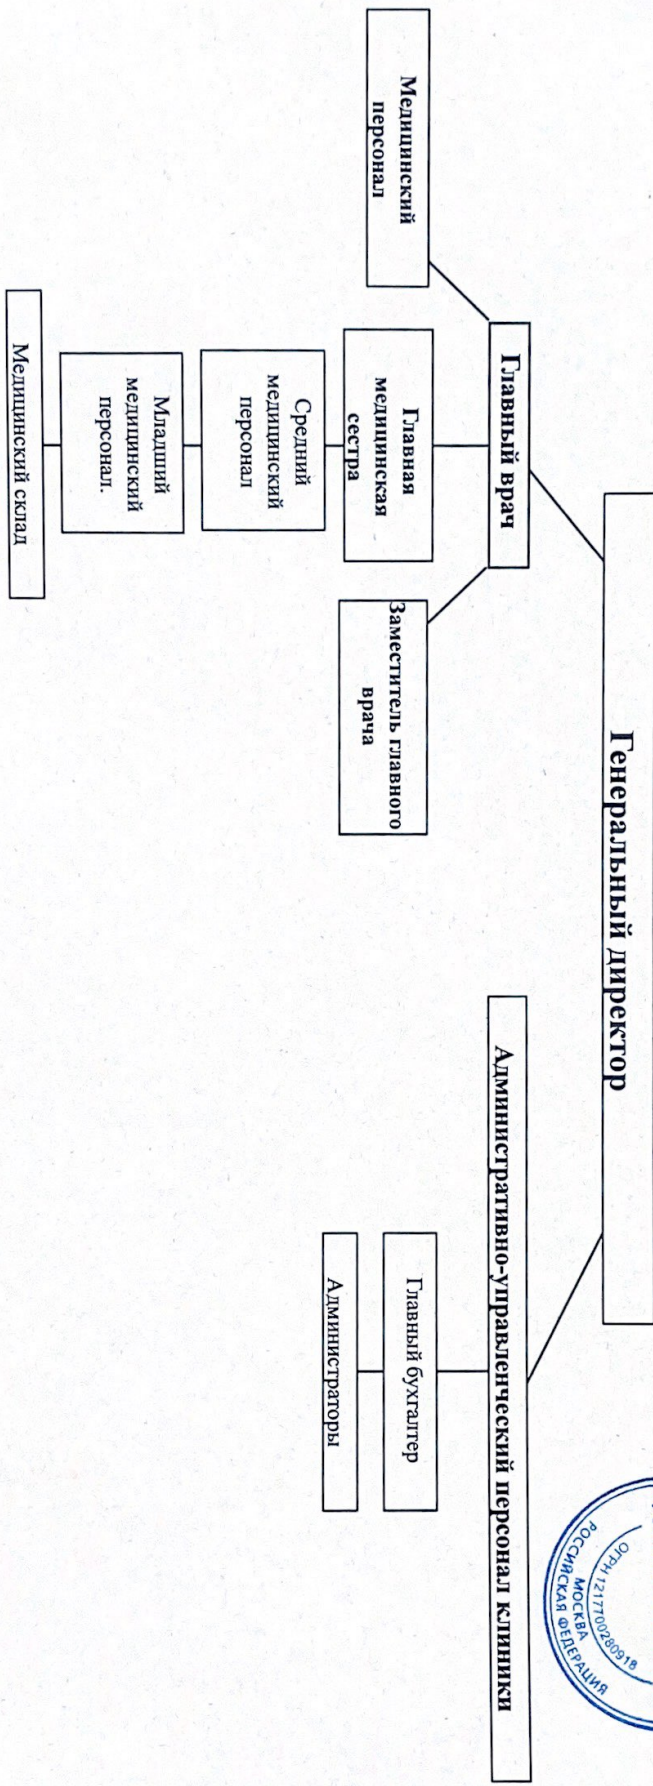 Генеральный директор
Главный врач
Административно-управленческий персонал клиники
Медицинский
персонал
Главная
медицинская
сестра
Заместитель главного
врача
Главный бухгалтер
Средний
медицинский
персонал
Администраторы
Младший
медицинский
персонал.
Медицинский склад
ОГРН 1217700280918
МОСКВА
РОССИЙСКАЯ ФЕДЕРАЦИЯ